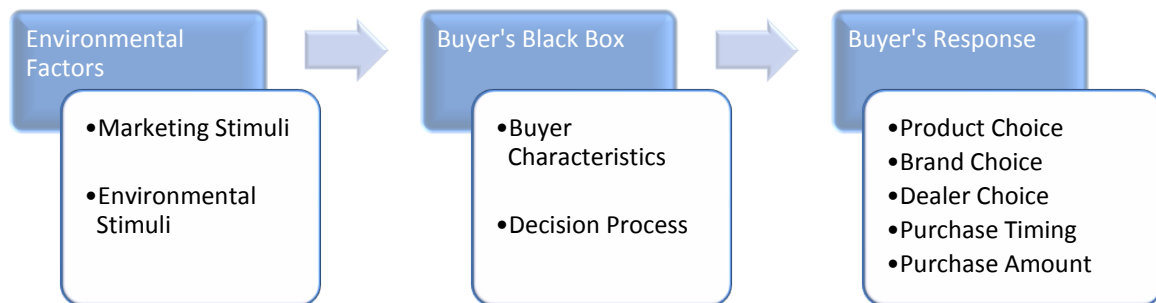 Environmental
Factors
•Marketing Stimuli
•Environmental
Stimuli
Buyer's Black Box
•Buyer
Characteristics
•Decision Process
Buyer's Response
•Product Choice
•Brand Choice
•Dealer Choice
•Purchase Timing
•Purchase Amount